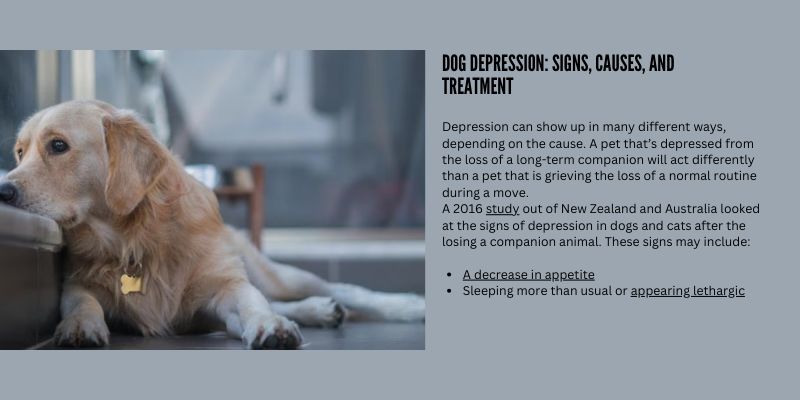 DOG DEPRESSION: SIGNS, CAUSES, AND
TREATMENT
Depression can show up in many different ways,
depending on the cause. A pet that's depressed from
the loss of a long-term companion will act differently
than a pet that is grieving the loss of a normal routine
during a move.
A 2016 study out of New Zealand and Australia looked
at the signs of depression in dogs and cats after the
losing a companion animal. These signs may include:
• A decrease in appetite
• Sleeping more than usual or appearing lethargic